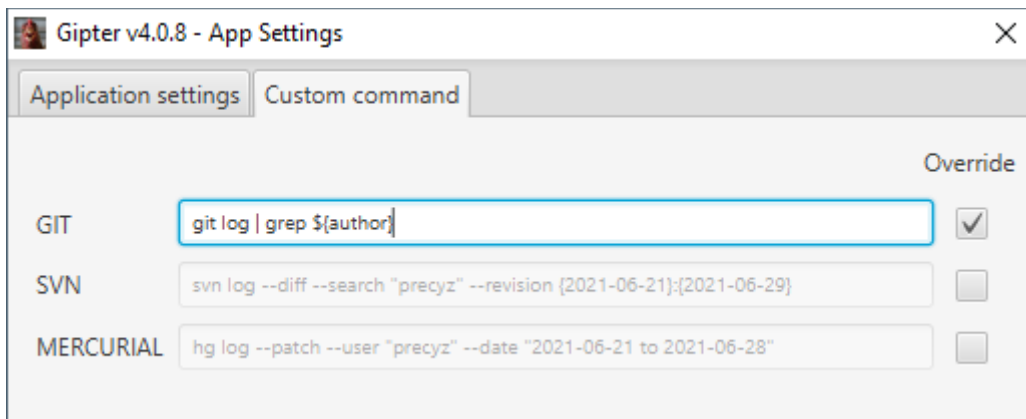 Gipter v4.0.8 - App Settings
Application settings Custom command
Override
GIT git log | grep ${author}
SVN svn log --diff --search "precyz" --revision {2021-06-21}:{2021-06-29}
MERCURIAL hg log --patch --user "precyz" --date "2021-06-21 to 2021-06-28"